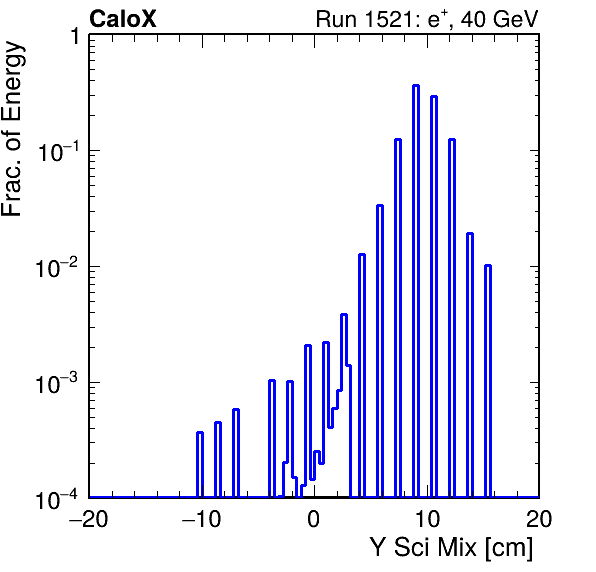 CaloX Run 1521: e⁺, 40 GeV
Frac. of Energy
1
10⁻¹
10⁻²
10⁻³
10⁻⁴
−20 −10 0 10 20
Y Sci Mix [cm]